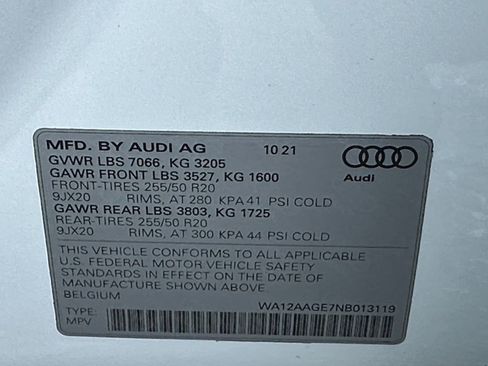 MFD. BY AUDI AG 10 21
GVWR LBS 7066, KG 3205
GAWR FRONT LBS 3527, KG 1600
FRONT-TIRES 255/50 R20
9JX20 RIMS, AT 280 KPA 41 PSI COLD
GAWR REAR LBS 3803, KG 1725
REAR-TIRES 255/50 R20
9JX20 RIMS, AT 300 KPA 44 PSI COLD
Audi
THIS VEHICLE CONFORMS TO ALL APPLICABLE
U.S. FEDERAL MOTOR VEHICLE SAFETY
STANDARDS IN EFFECT ON THE DATE OF
MANUFACTURE SHOWN ABOVE.
BELGIUM
WA12AAGE7NB013119
TYPE:
MPV